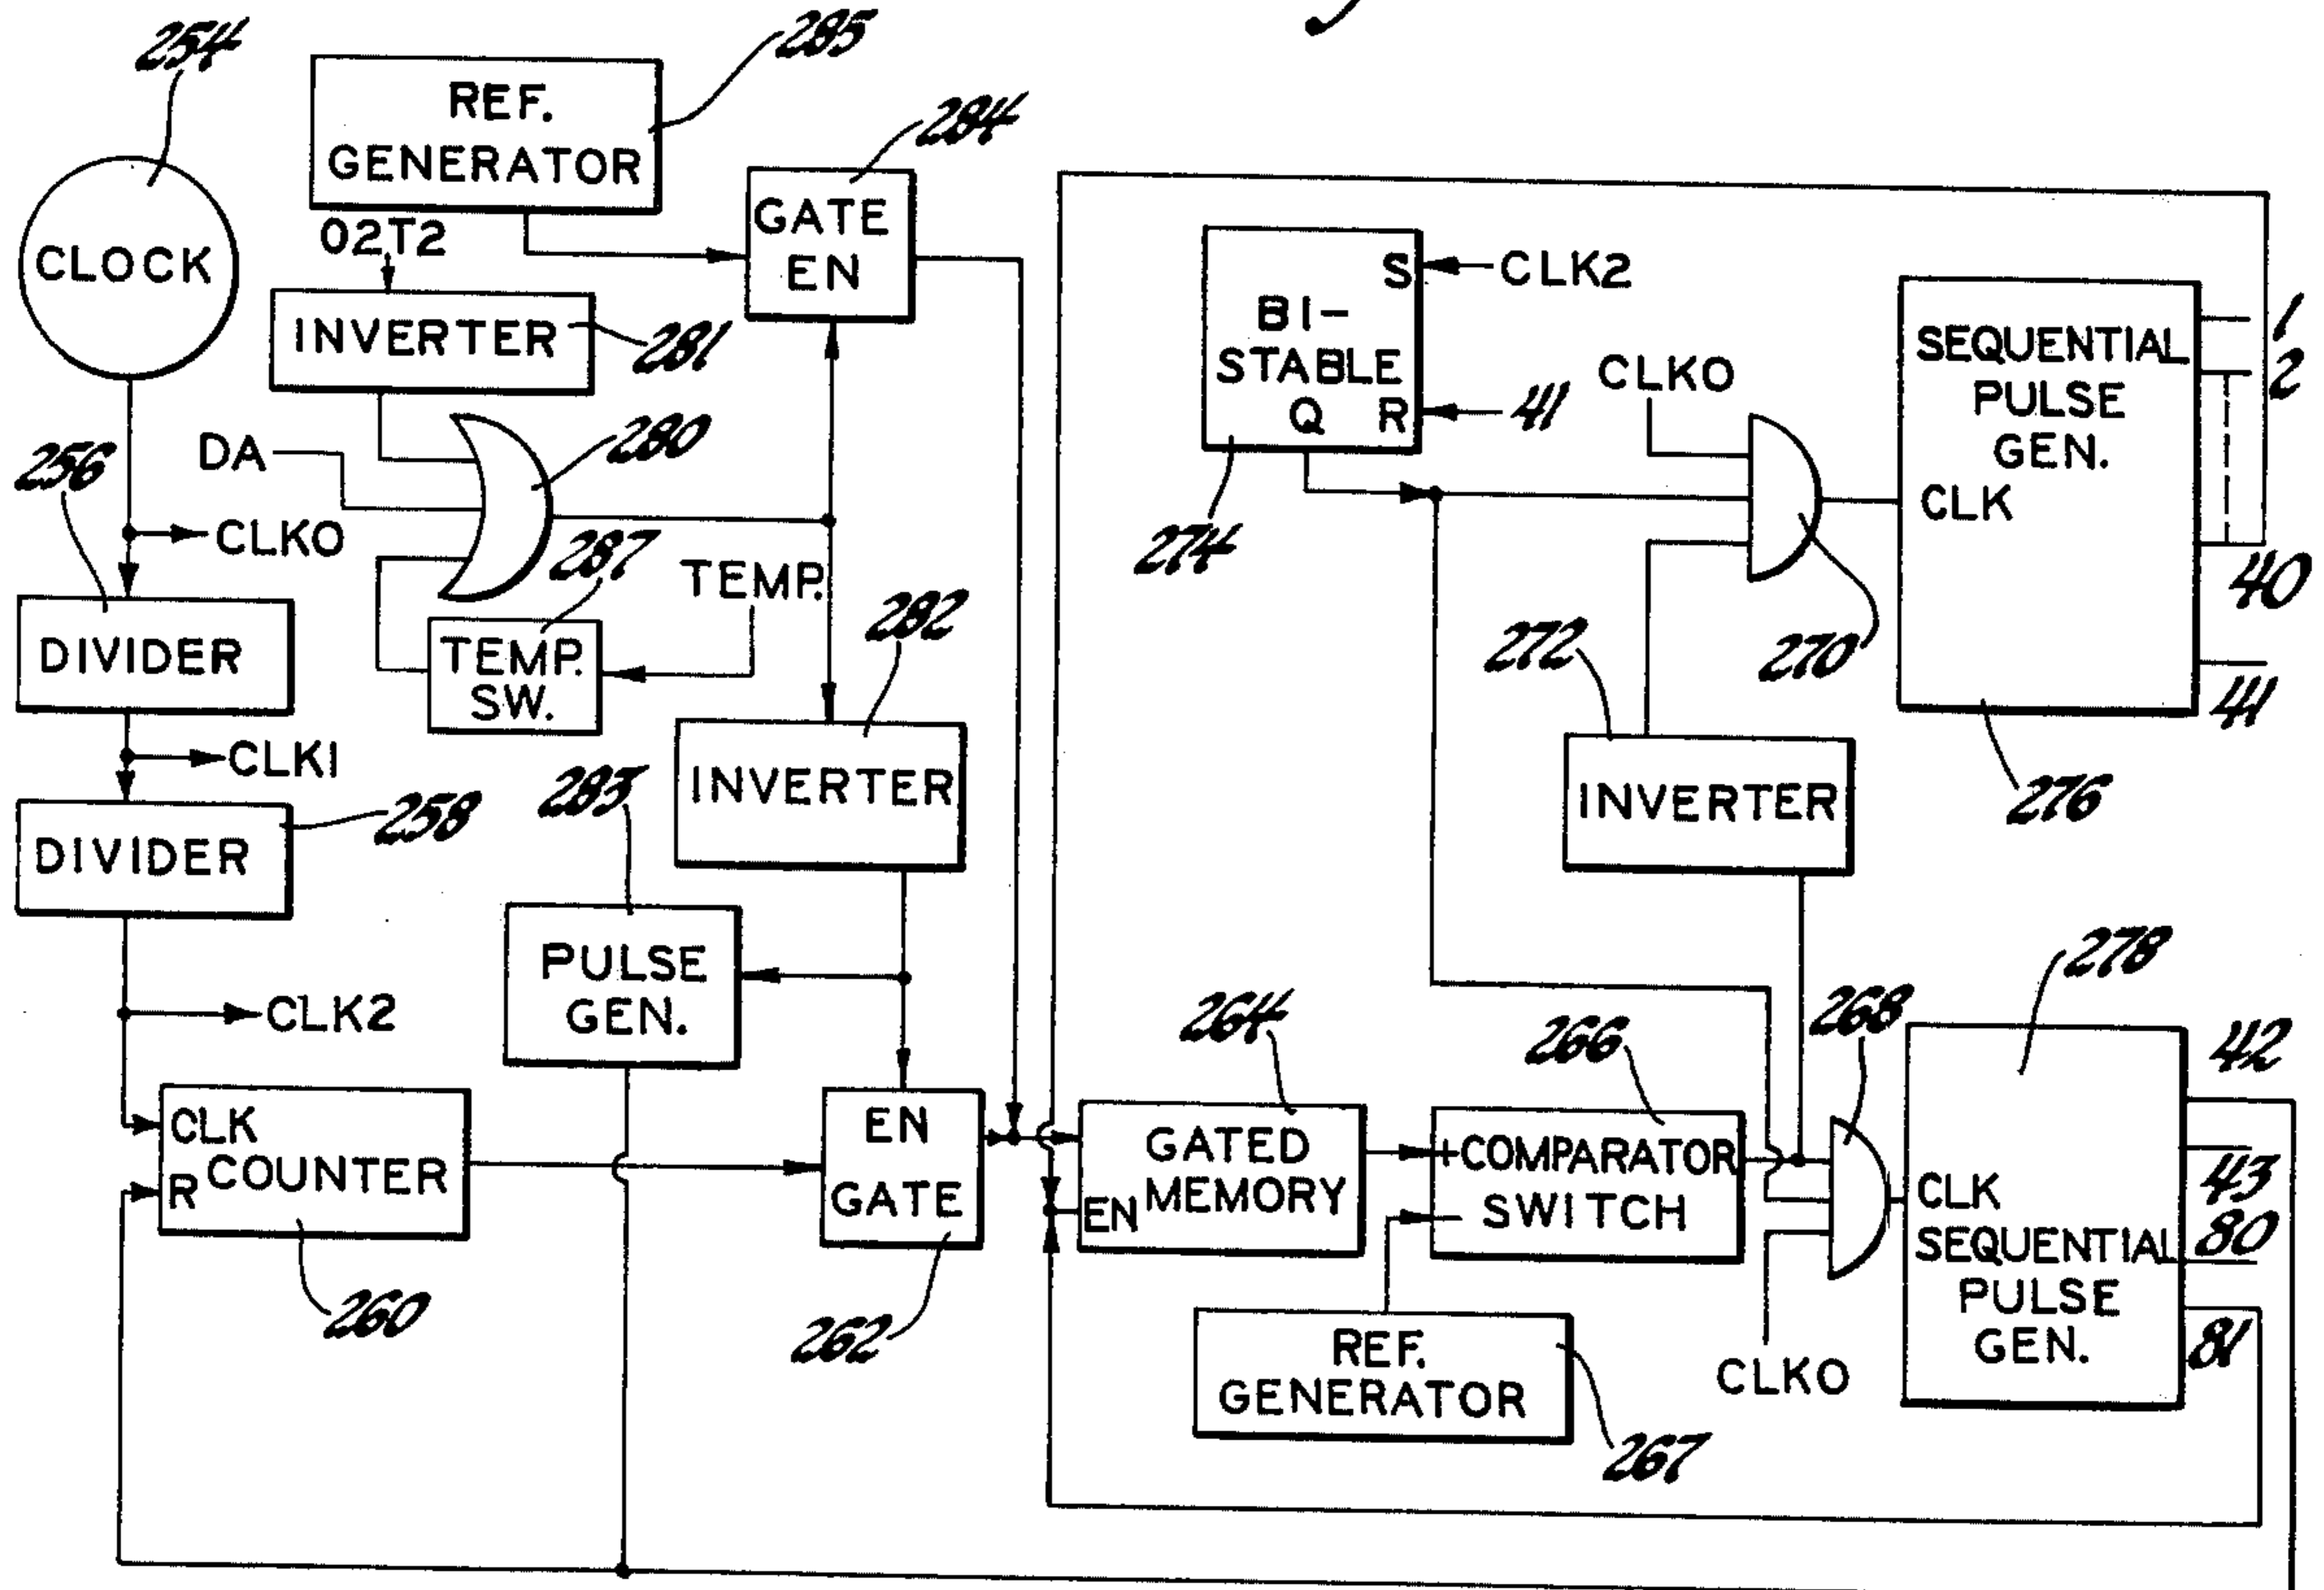 254
REF.
GENERATOR
285
284
CLOCK
02T2
INVERTER
281
GATE
EN
BI-
STABLE
S
Q
R
CLK2
41
274
CLKO
SEQUENTIAL
PULSE
GEN.
CLK
1
2
40
41
270
276
256
DA
280
CLKO
287
TEMP.
TEMP.
SW.
282
DIVIDER
272
CLK1
INVERTER
INVERTER
283
258
DIVIDER
PULSE
GEN.
CLK2
264
266
268
278
42
CLK
R
COUNTER
EN
GATE
GATED
MEMORY
EN
+
COMPARATOR
SWITCH
−
CLK
SEQUENTIAL
PULSE
GEN.
43
80
81
260
262
REF.
GENERATOR
267
CLKO